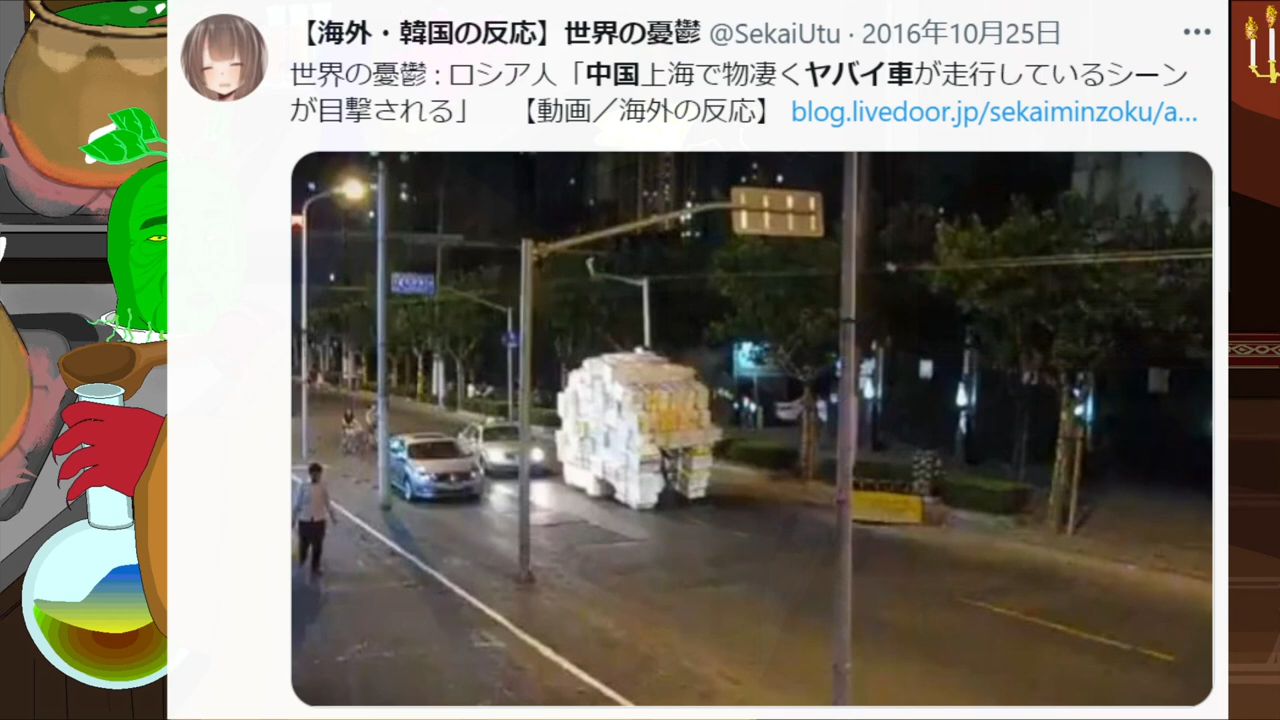 【海外・韓国の反応】世界の憂鬱 @SekaiUtu · 2016年10月25日
世界の憂鬱 : ロシア人「中国上海で物凄くヤバイ車が走行しているシーン
が目撃される」 【動画／海外の反応】 blog.livedoor.jp/sekaiminzoku/a...